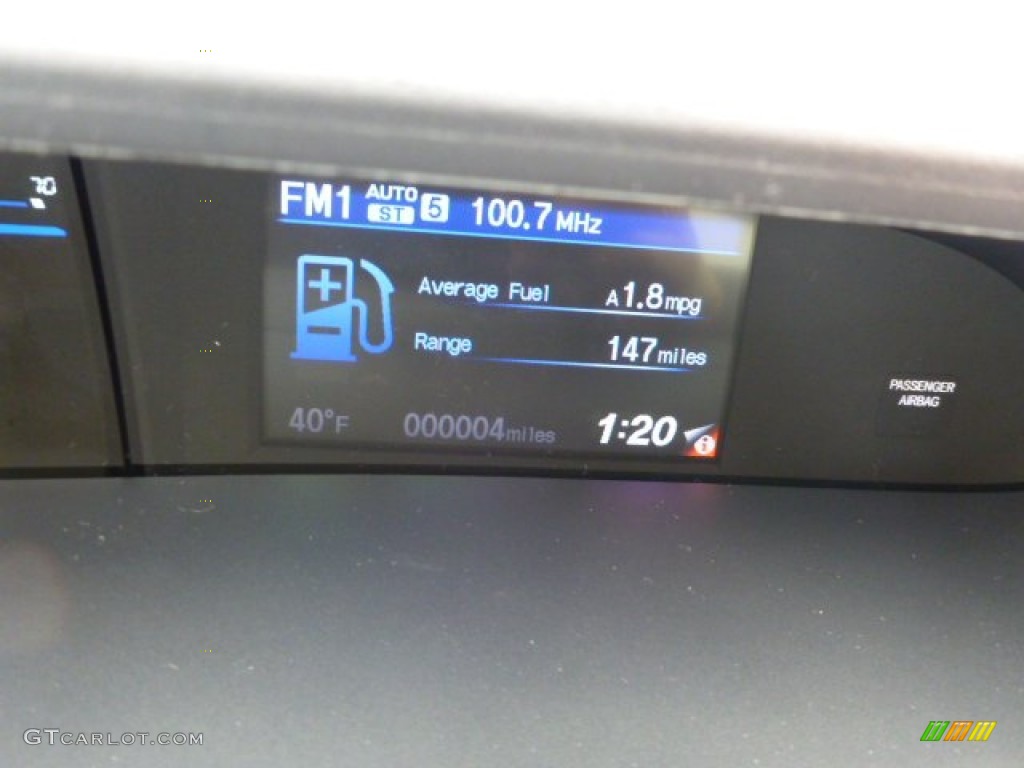 70
FM1 AUTO ST 5 100.7 MHz
Average Fuel A 1.8 mpg
Range 147 miles
40°F 000004 miles 1:20 i
PASSENGER
AIRBAG
GTCARLOT.COM